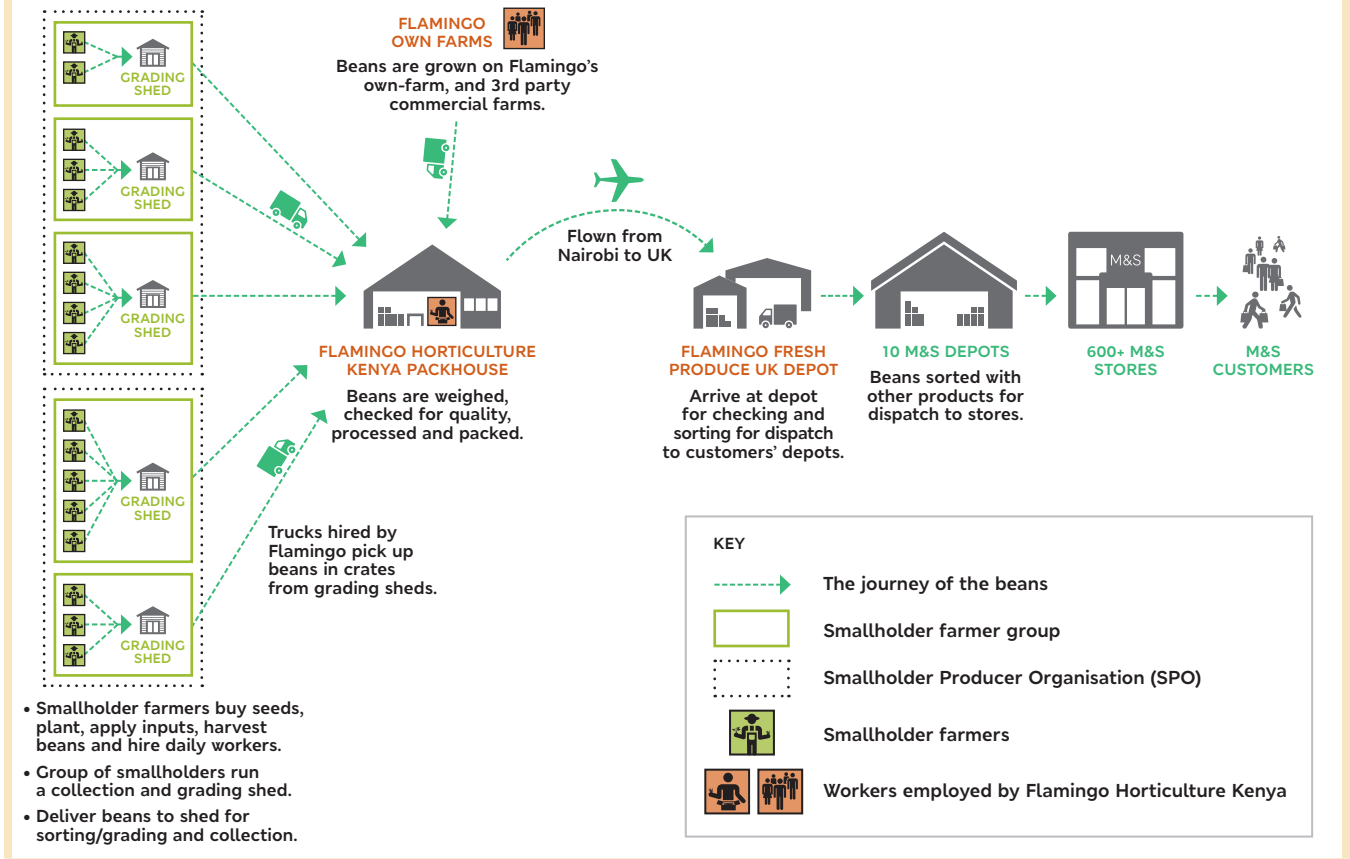 GRADING
SHED
GRADING
SHED
GRADING
SHED
GRADING
SHED
GRADING
SHED
• Smallholder farmers buy seeds,
plant, apply inputs, harvest
beans and hire daily workers.
• Group of smallholders run
a collection and grading shed.
• Deliver beans to shed for
sorting/grading and collection.
FLAMINGO
OWN FARMS
Beans are grown on Flamingo’s
own-farm, and 3rd party
commercial farms.
FLAMINGO HORTICULTURE
KENYA PACKHOUSE
Beans are weighed,
checked for quality,
processed and packed.
Trucks hired by
Flamingo pick up
beans in crates
from grading sheds.
Flown from
Nairobi to UK
FLAMINGO FRESH
PRODUCE UK DEPOT
Arrive at depot
for checking and
sorting for dispatch
to customers’ depots.
10 M&S DEPOTS
Beans sorted with
other products for
dispatch to stores.
M&S
600+ M&S
STORES
M&S
CUSTOMERS
KEY
The journey of the beans
Smallholder farmer group
Smallholder Producer Organisation (SPO)
Smallholder farmers
Workers employed by Flamingo Horticulture Kenya